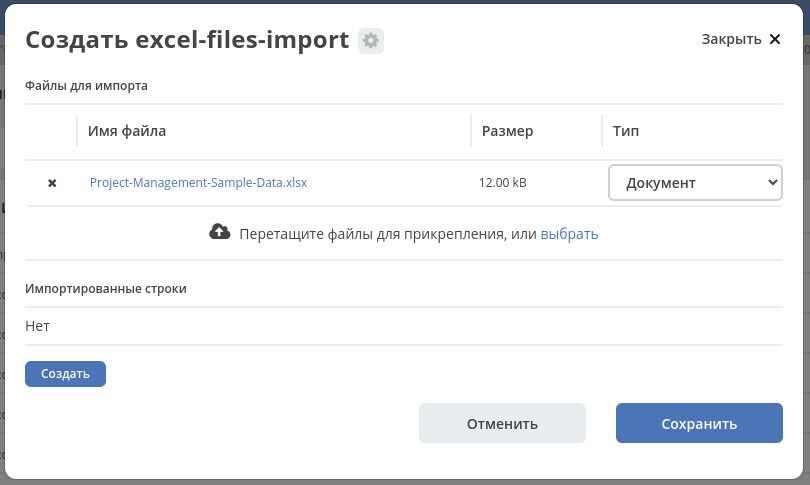 Создать excel-files-import
Закрыть ×
Файлы для импорта
Имя файла Размер Тип
Project-Management-Sample-Data.xlsx 12.00 kB Документ
Перетащите файлы для прикрепления, или выбрать
Импортированные строки
Нет
Создать
Отменить Сохранить